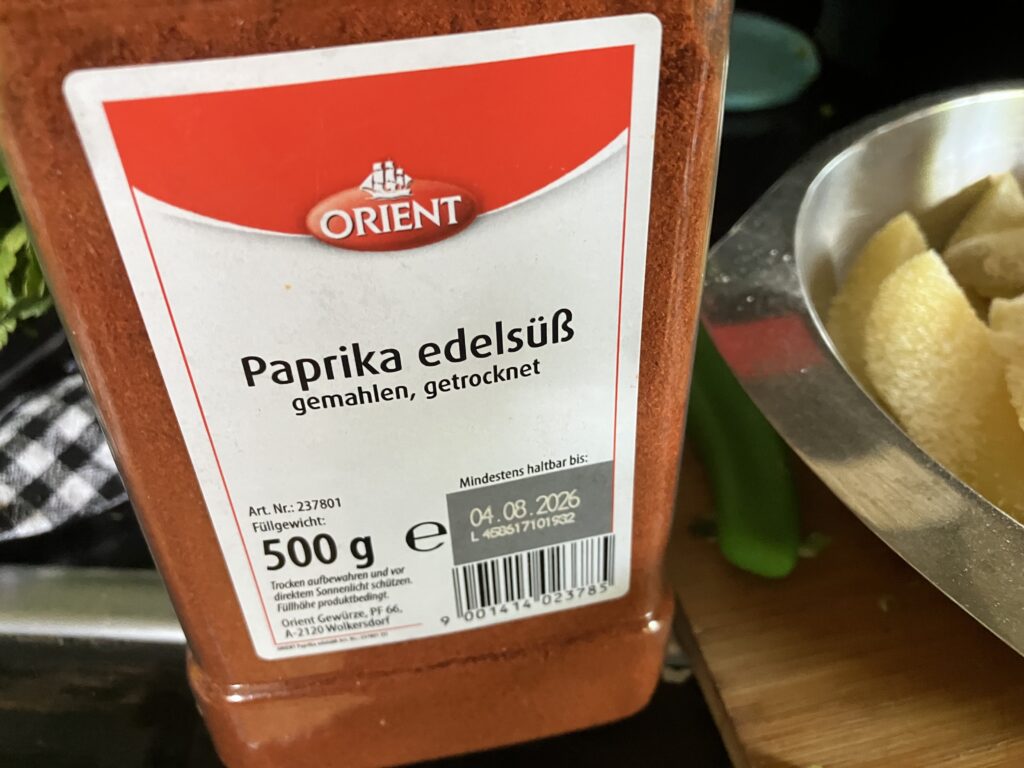 ORIENT
Paprika edelsüß
gemahlen, getrocknet
Mindestens haltbar bis:
04.08.2026
L 458617101932
Art. Nr.: 237801
Füllgewicht:
500 g e
Trocken aufbewahren und vor
direktem Sonnenlicht schützen.
Füllhöhe produktbedingt.
Orient Gewürze, PF 66,
A-2120 Wolkersdorf
9 001414 023785